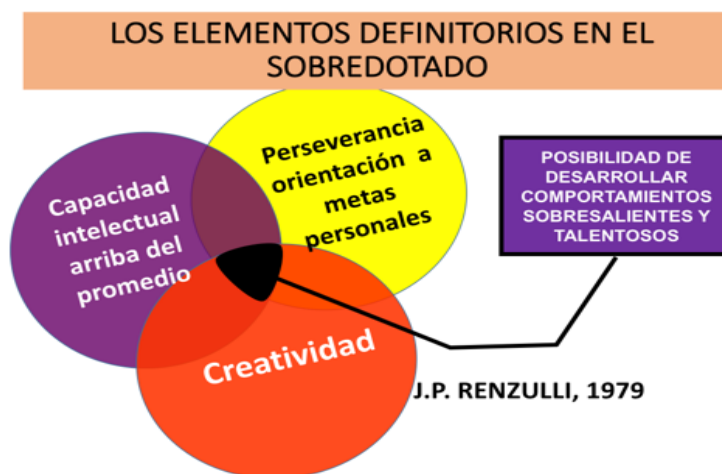 LOS ELEMENTOS DEFINITORIOS EN EL
SOBREDOTADO
Perseverancia
orientación a
metas
personales
Capacidad
intelectual
arriba del
promedio
POSIBILIDAD DE
DESARROLLAR
COMPORTAMIENTOS
SOBRESALIENTES Y
TALENTOSOS
Creatividad
J.P. RENZULLI, 1979